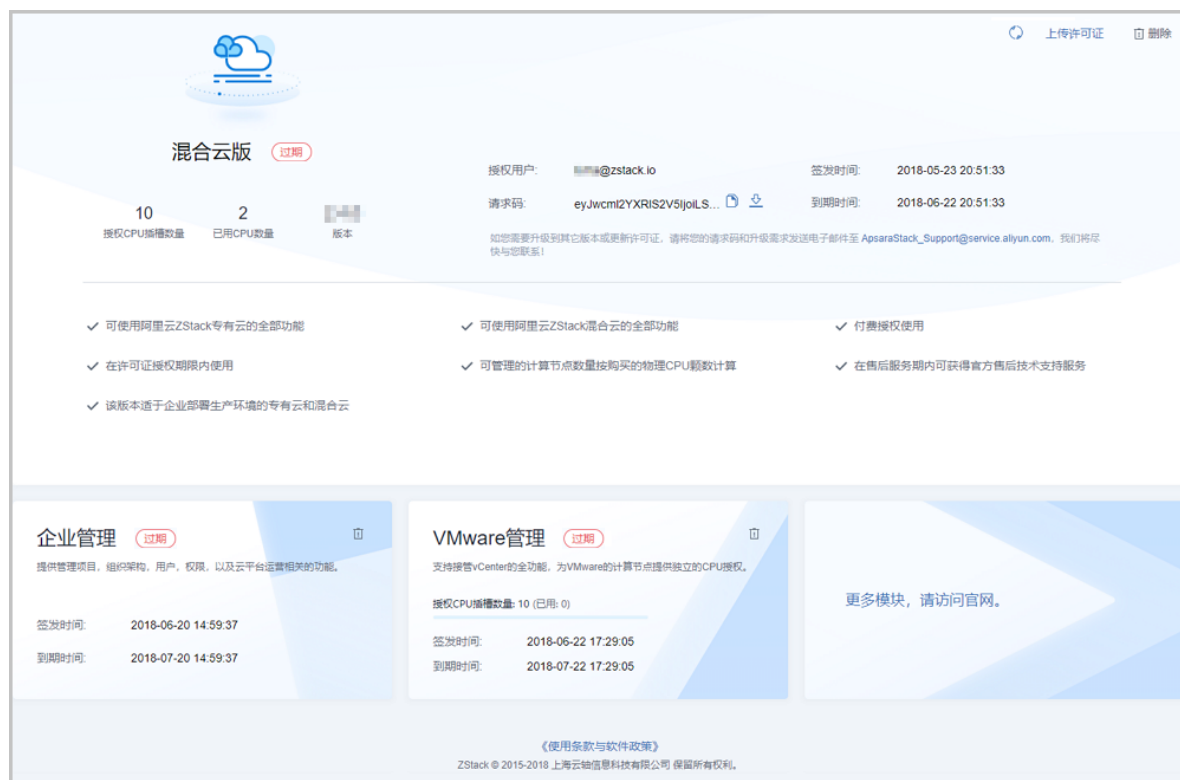 上传许可证 删除
混合云版 过期
授权用户: @zstack.io 签发时间: 2018-05-23 20:51:33
请求码: eyJwcmI2YXRlS2V5IjoiLS... 到期时间: 2018-06-22 20:51:33
10 2
授权CPU插槽数量 已用CPU数量 版本
如您需要升级到其它版本或更新许可证，请将您的请求码和升级需求发送电子邮件至 ApsaraStack_Support@service.aliyun.com，我们将尽
快与您联系！
可使用阿里云ZStack专有云的全部功能 可使用阿里云ZStack混合云的全部功能 付费授权使用
在许可证授权期限内使用 可管理的计算节点数量按购买的物理CPU颗数计算 在售后服务期内可获得官方售后技术支持服务
该版本适于企业部署生产环境的专有云和混合云
企业管理 过期
提供管理项目、组织架构，用户，权限，以及云平台运营相关的功能。
签发时间: 2018-06-20 14:59:37
到期时间: 2018-07-20 14:59:37
VMware管理 过期
支持接管vCenter的全功能，为VMware的计算节点提供独立的CPU授权。
授权CPU插槽数量: 10 (已用: 0)
签发时间: 2018-06-22 17:29:05
到期时间: 2018-07-22 17:29:05
更多模块，请访问官网。
《使用条款与软件政策》
ZStack © 2015-2018 上海云轴信息科技有限公司 保留所有权利。